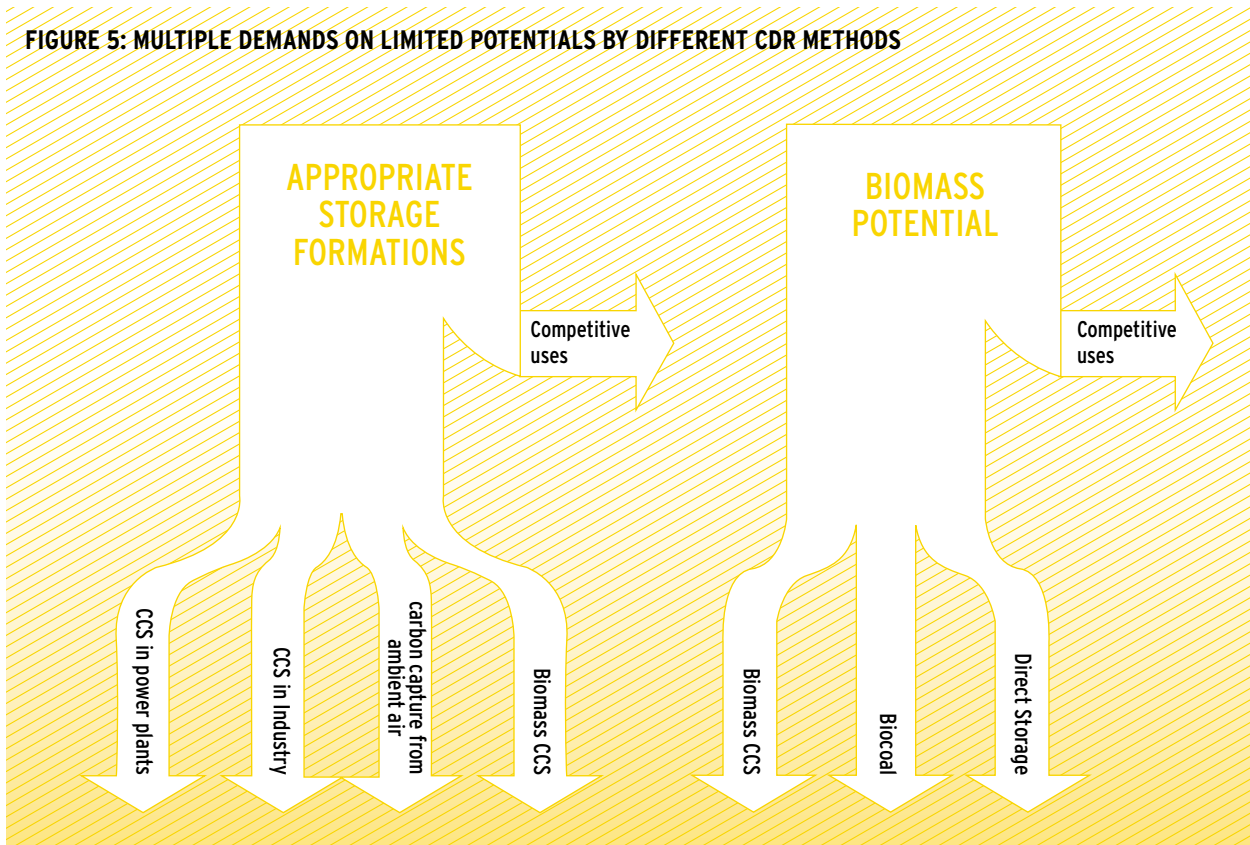 FIGURE 5: MULTIPLE DEMANDS ON LIMITED POTENTIALS BY DIFFERENT CDR METHODS
APPROPRIATE
STORAGE
FORMATIONS
Competitive
uses
CCS in power plants
CCS in Industry
carbon capture from
ambient air
Biomass CCS
BIOMASS
POTENTIAL
Competitive
uses
Biomass CCS
Biocoal
Direct Storage